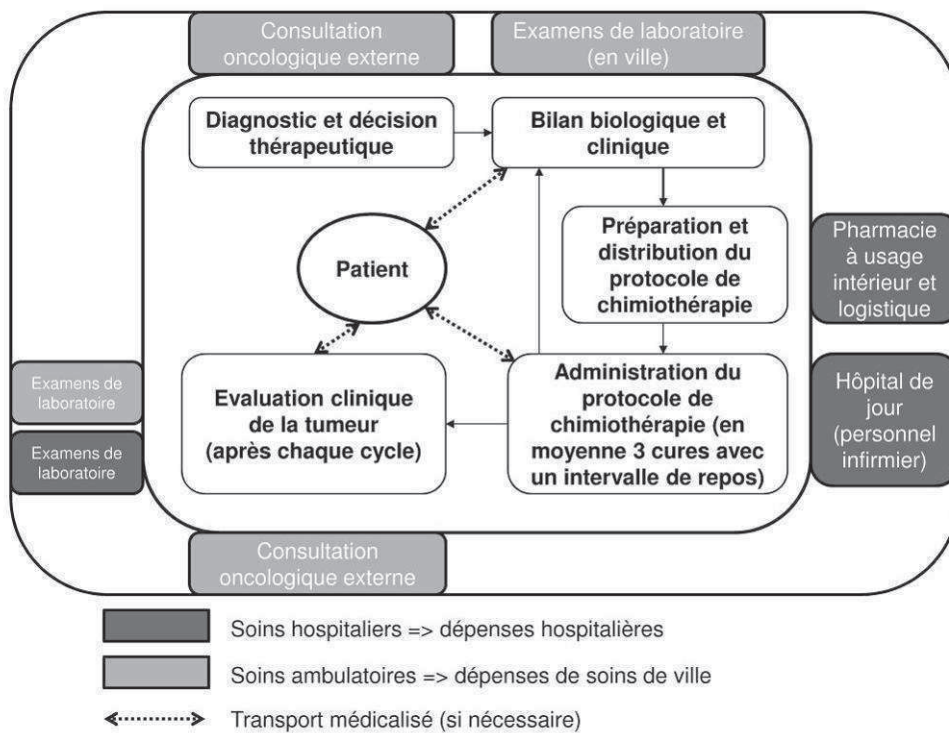 Consultation
oncologique externe
Examens de laboratoire
(en ville)
Diagnostic et décision
thérapeutique
Bilan biologique et
clinique
Patient
Préparation et
distribution du
protocole de
chimiothérapie
Pharmacie
à usage
intérieur et
logistique
Examens de
laboratoire
Examens de
laboratoire
Evaluation clinique
de la tumeur
(après chaque cycle)
Administration du
protocole de
chimiothérapie (en
moyenne 3 cures avec
un intervalle de repos)
Hôpital de
jour
(personnel
infirmier)
Consultation
oncologique externe
Soins hospitaliers => dépenses hospitalières
Soins ambulatoires => dépenses de soins de ville
Transport médicalisé (si nécessaire)